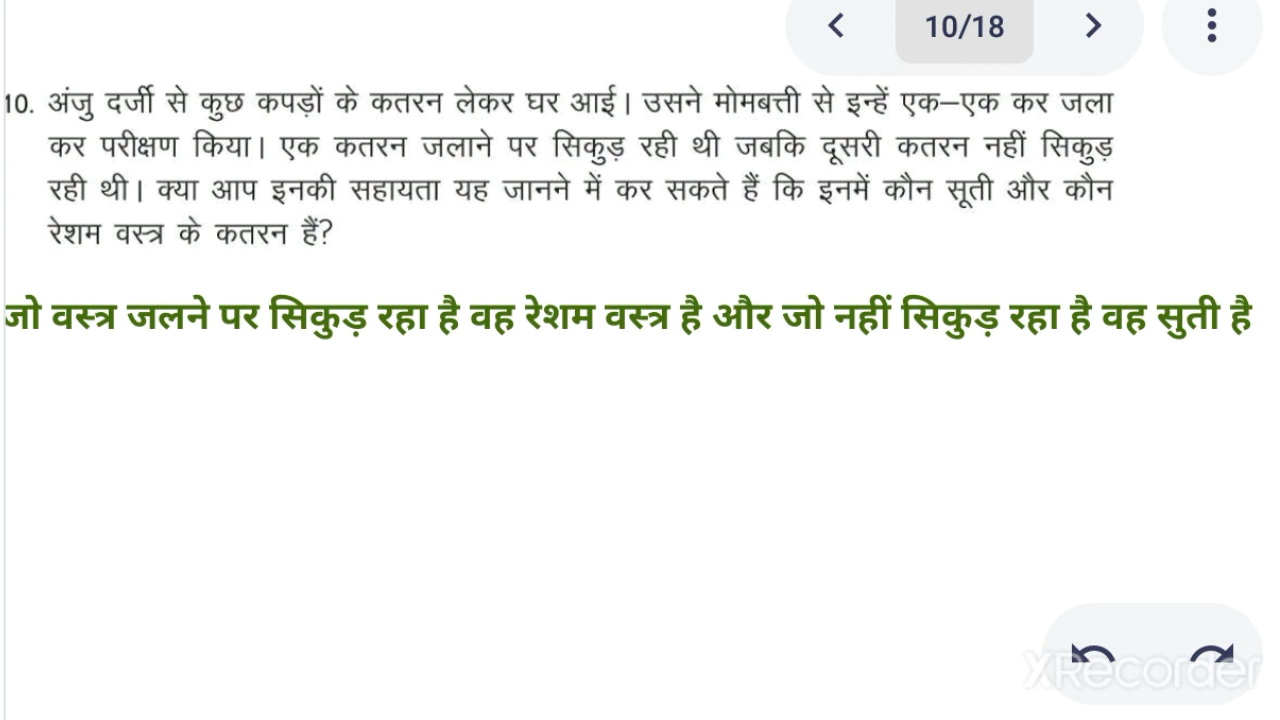 10/18
10. अंजु दर्जी से कुछ कपड़ों के कतरन लेकर घर आई। उसने मोमबत्ती से इन्हें एक–एक कर जला
कर परीक्षण किया। एक कतरन जलाने पर सिकुड़ रही थी जबकि दूसरी कतरन नहीं सिकुड़
रही थी। क्या आप इनकी सहायता यह जानने में कर सकते हैं कि इनमें कौन सूती और कौन
रेशम वस्त्र के कतरन हैं?
जो वस्त्र जलने पर सिकुड़ रहा है वह रेशम वस्त्र है और जो नहीं सिकुड़ रहा है वह सुती है
XRecorder